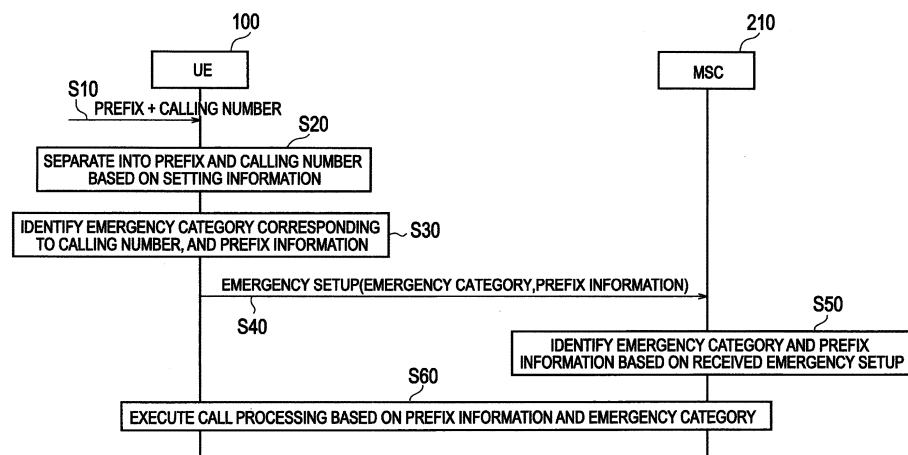 100
210
UE
MSC
S10
PREFIX + CALLING NUMBER
S20
SEPARATE INTO PREFIX AND CALLING NUMBER
BASED ON SETTING INFORMATION
IDENTIFY EMERGENCY CATEGORY CORRESPONDING
TO CALLING NUMBER, AND PREFIX INFORMATION
S30
EMERGENCY SETUP(EMERGENCY CATEGORY,PREFIX INFORMATION)
S40
S50
IDENTIFY EMERGENCY CATEGORY AND PREFIX
INFORMATION BASED ON RECEIVED EMERGENCY SETUP
S60
EXECUTE CALL PROCESSING BASED ON PREFIX INFORMATION AND EMERGENCY CATEGORY